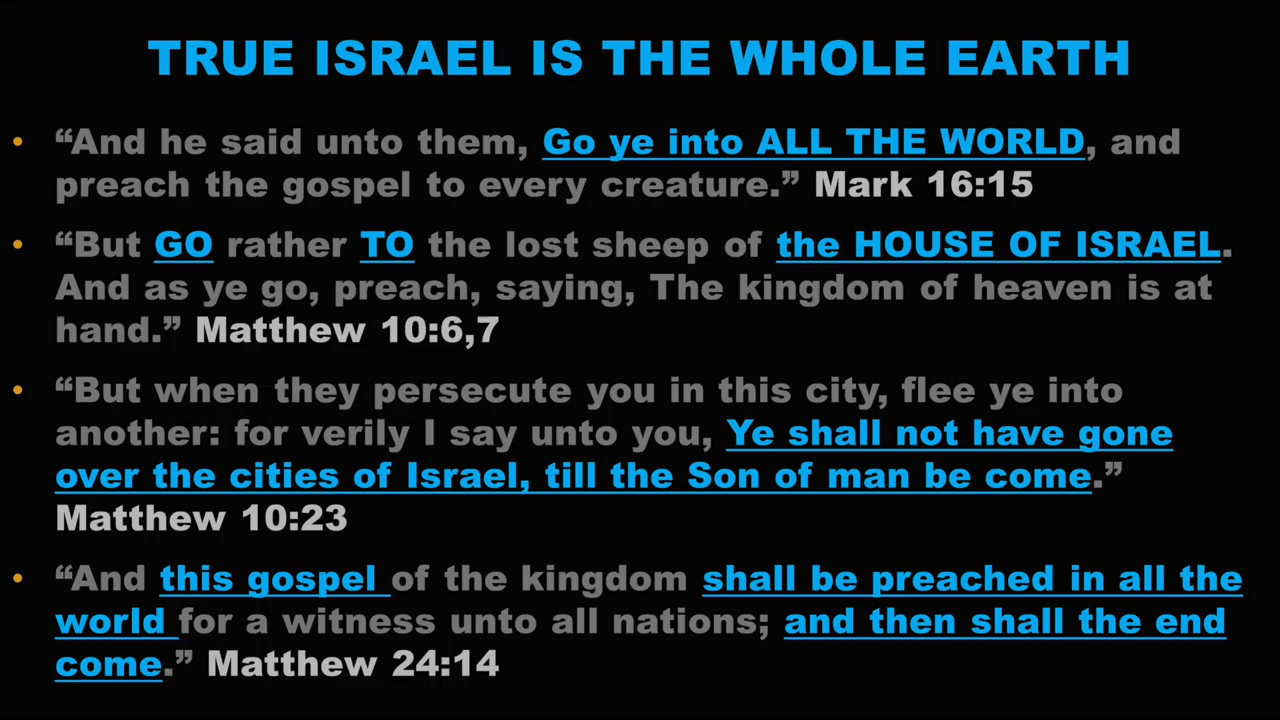 TRUE ISRAEL IS THE WHOLE EARTH
• “And he said unto them, Go ye into ALL THE WORLD, and
preach the gospel to every creature.” Mark 16:15
• “But GO rather TO the lost sheep of the HOUSE OF ISRAEL.
And as ye go, preach, saying, The kingdom of heaven is at
hand.” Matthew 10:6,7
• “But when they persecute you in this city, flee ye into
another: for verily I say unto you, Ye shall not have gone
over the cities of Israel, till the Son of man be come.”
Matthew 10:23
• “And this gospel of the kingdom shall be preached in all the
world for a witness unto all nations; and then shall the end
come.” Matthew 24:14